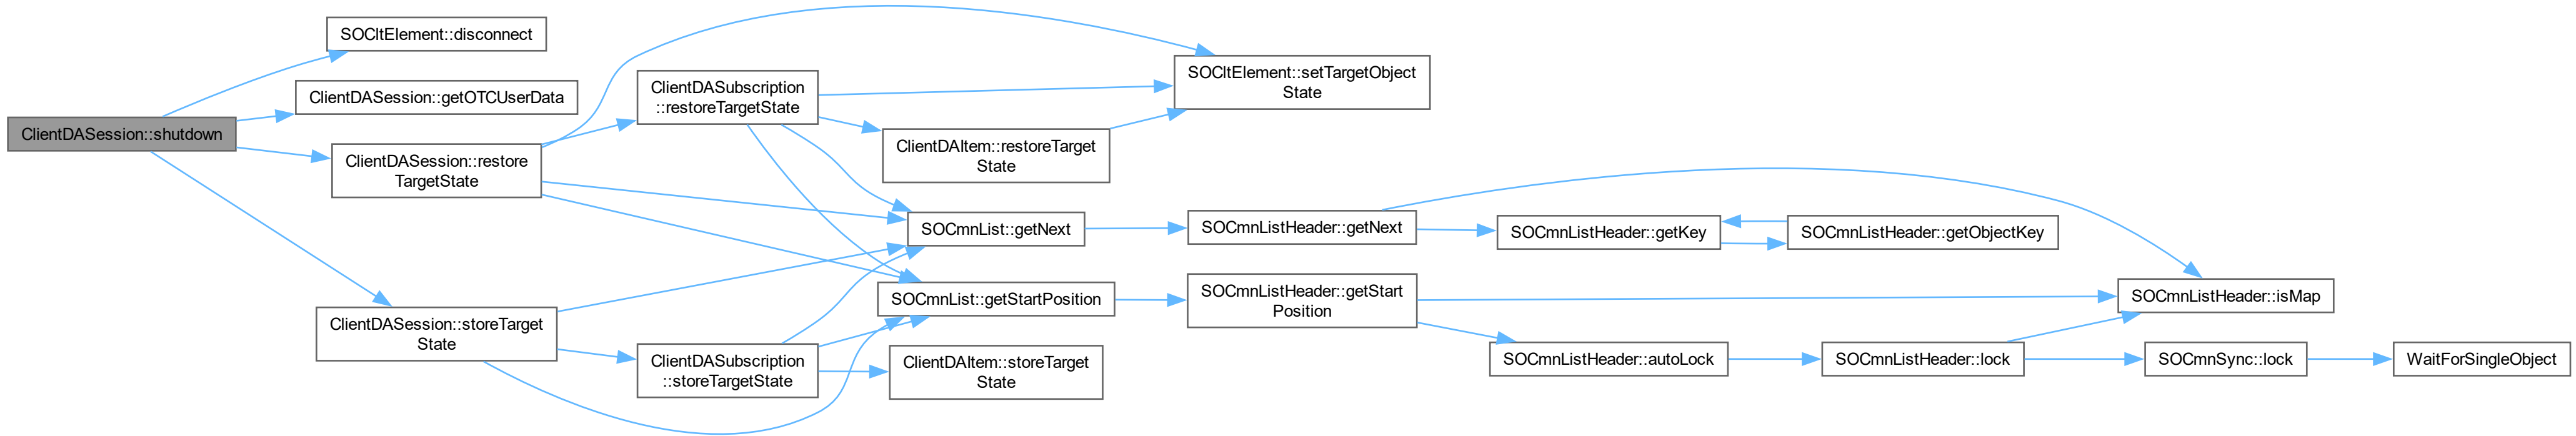 ClientDASession::shutdown
SOCltElement::disconnect
ClientDASession::getOTCUserData
ClientDASession::restore
TargetState
ClientDASession::storeTarget
State
ClientDASubscription
::restoreTargetState
SOCltElement::setTargetObject
State
ClientDAItem::restoreTarget
State
SOCmnList::getNext
SOCmnList::getStartPosition
ClientDASubscription
::storeTargetState
ClientDAItem::storeTarget
State
SOCmnListHeader::getNext
SOCmnListHeader::getStart
Position
SOCmnListHeader::getKey
SOCmnListHeader::getObjectKey
SOCmnListHeader::isMap
SOCmnListHeader::autoLock
SOCmnListHeader::lock
SOCmnSync::lock
WaitForSingleObject